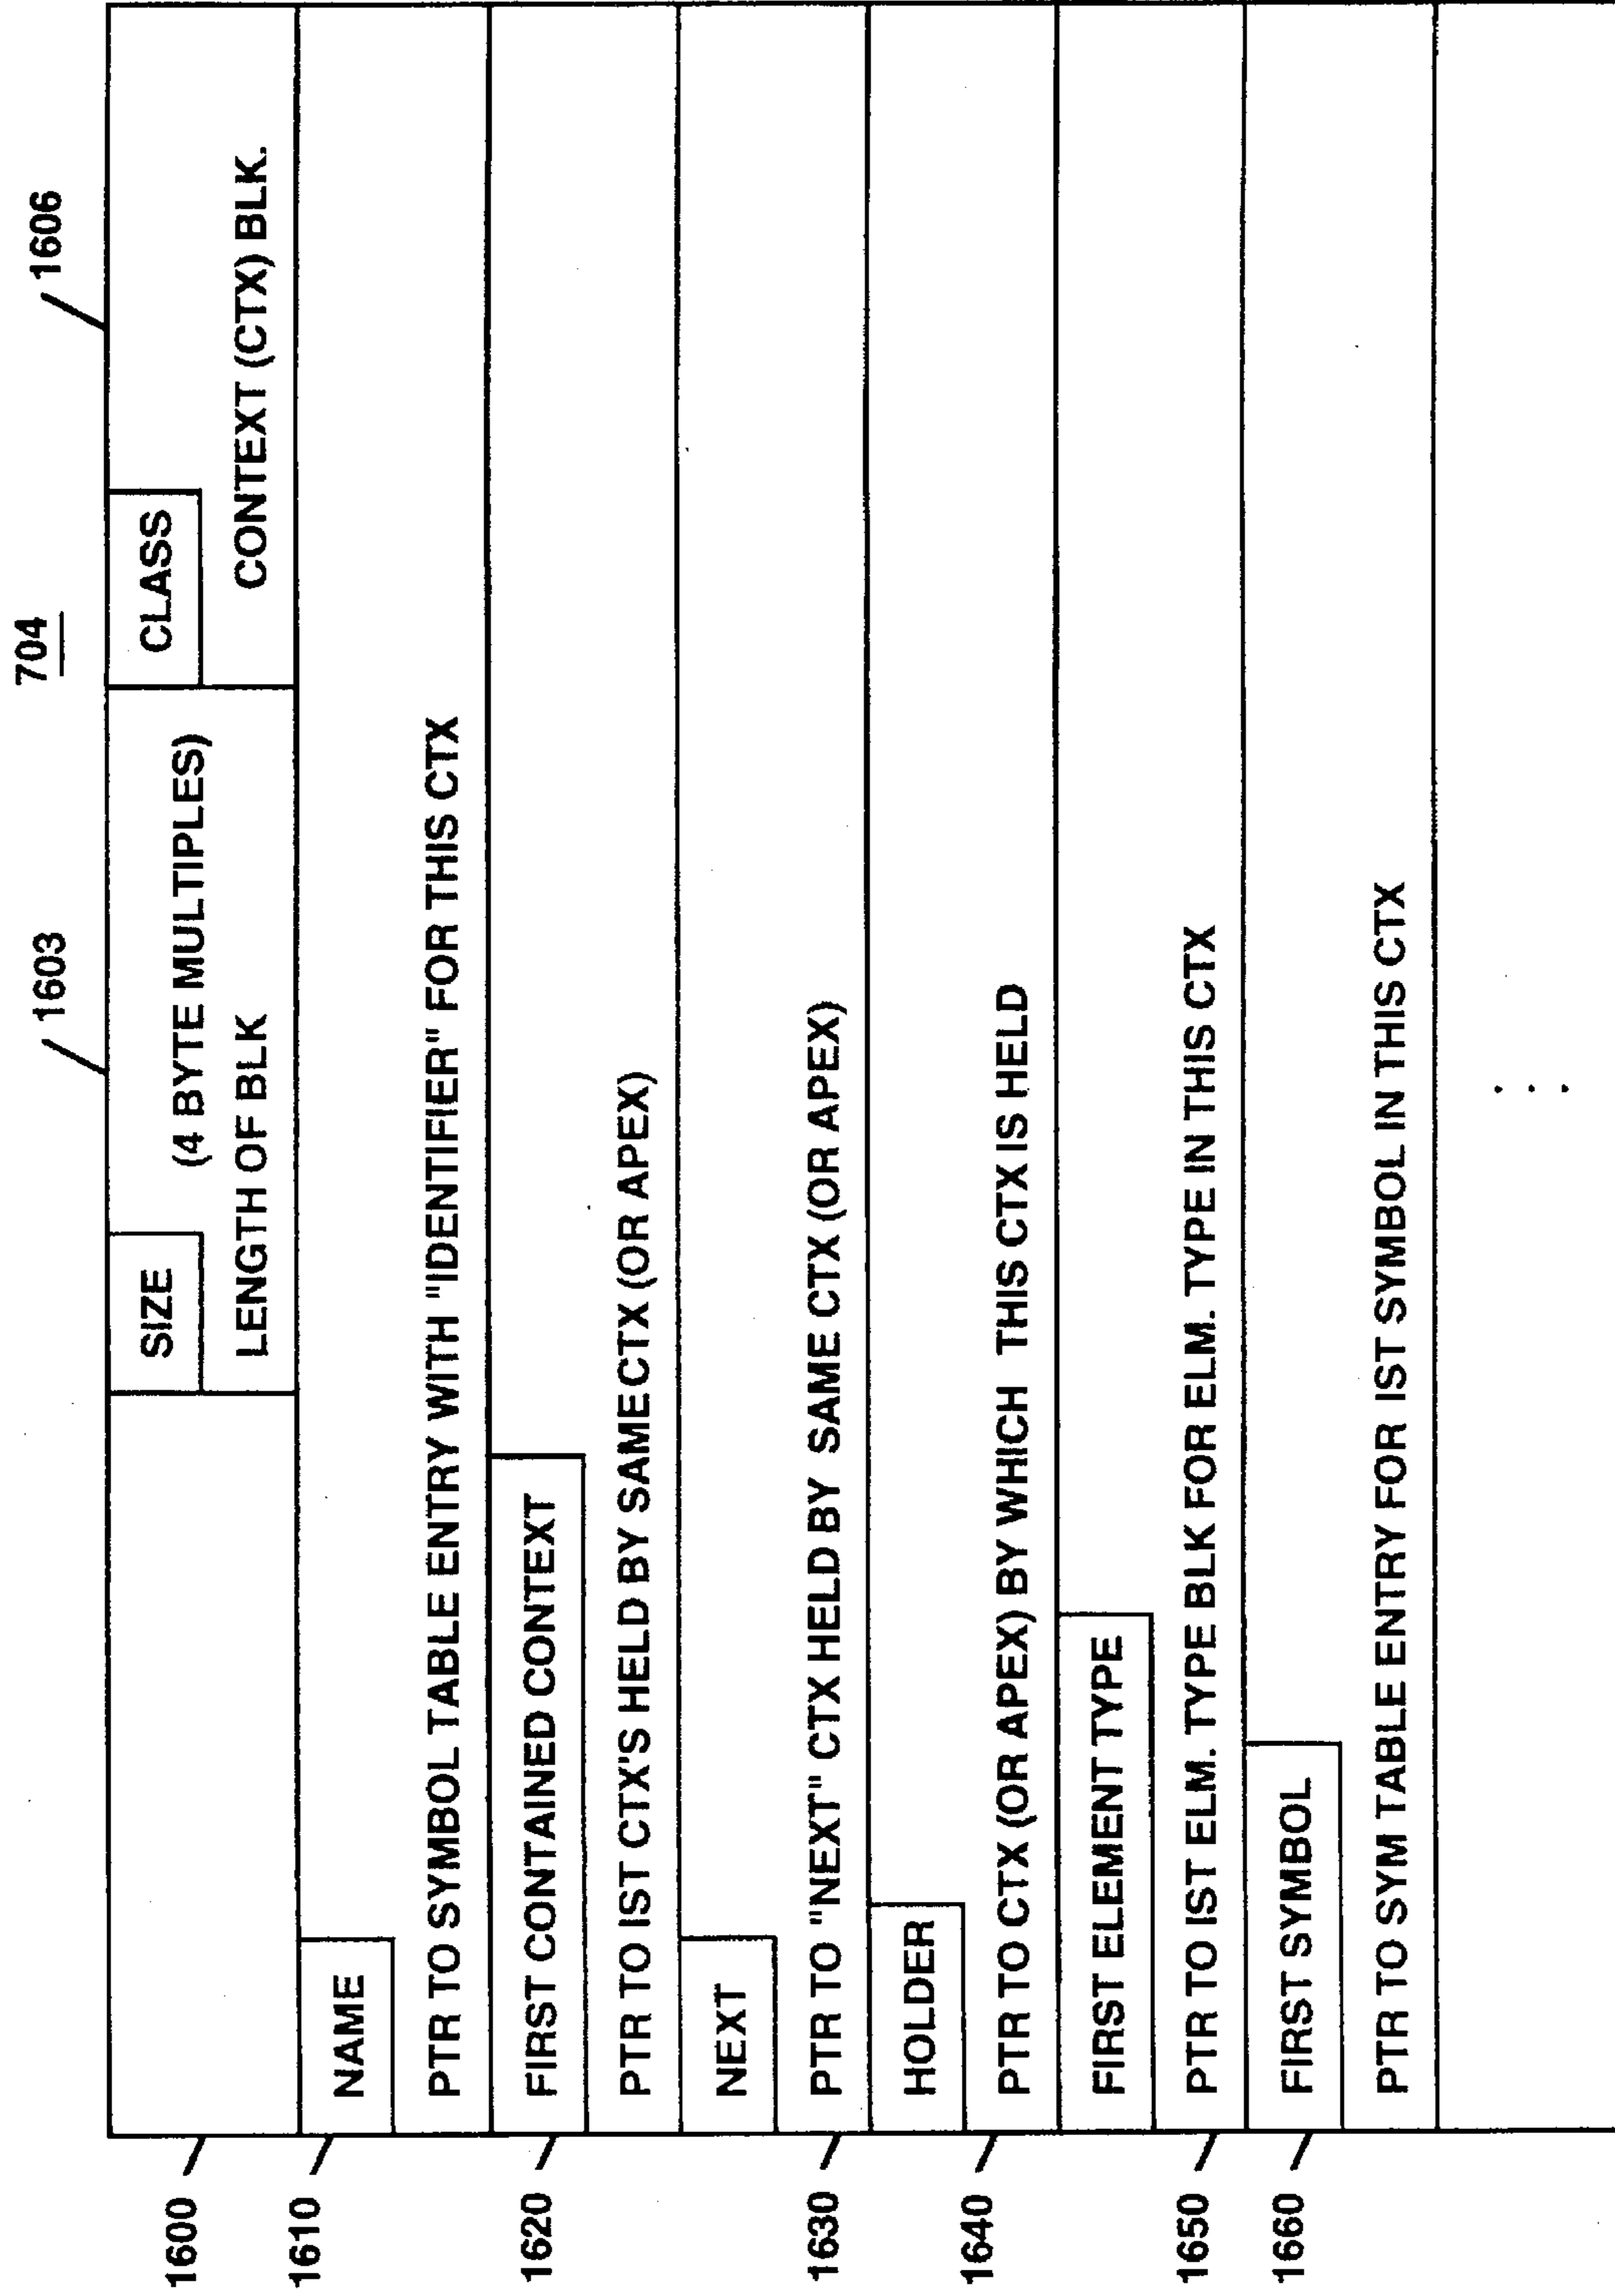 704
1603
1606
1600
SIZE
(4 BYTE MULTIPLES)
LENGTH OF BLK
CLASS
CONTEXT (CTX) BLK.
1610
NAME
PTR TO SYMBOL TABLE ENTRY WITH "IDENTIFIER" FOR THIS CTX
1620
FIRST CONTAINED CONTEXT
PTR TO IST CTX'S HELD BY SAMECTX (OR APEX)
1630
NEXT
PTR TO "NEXT" CTX HELD BY SAME CTX (OR APEX)
1640
HOLDER
PTR TO CTX (OR APEX) BY WHICH THIS CTX IS HELD
1650
FIRST ELEMENT TYPE
PTR TO IST ELM. TYPE BLK FOR ELM. TYPE IN THIS CTX
1660
FIRST SYMBOL
PTR TO SYM TABLE ENTRY FOR IST SYMBOL IN THIS CTX
. . .